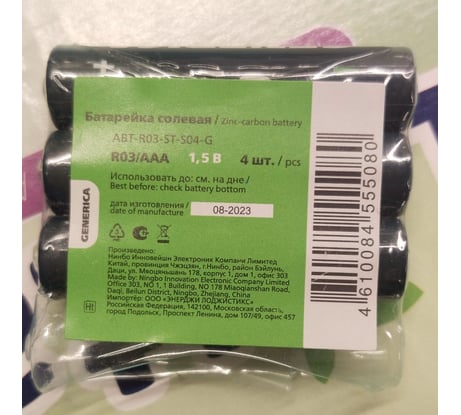 Батарейка солевая / Zinc-carbon battery
ABT-R03-ST-S04-G
R03/AAA 1,5 В 4 шт. / pcs
Использовать до: см. на дне /
Best before: check battery bottom
дата изготовления /
date of manufacture
08-2023
GENERICA
Произведено:
Нинбо Инновейшн Электроник Компани Лимитед
Китай, провинция Чжэзян, г.Нинбо, район Бэйлунь,
Даци, ул. Мяоцяньшань 178, корпус 1, дом 1, офис 303
Made by: Ningbo Innovation Electronic Company Limited
Office 303, NO.1, 1 Building, NO 178 Miaoqianshan Road,
Daqi, Beilun District, Ningbo, Zhejiang, China
Импортер: ООО «ЭНЕРДЖИ ЛОДЖИСТИКС»
Российская Федерация, 142100, Московская область,
город Подольск, Проспект Ленина, дом 107/49, офис 457
4610084555080